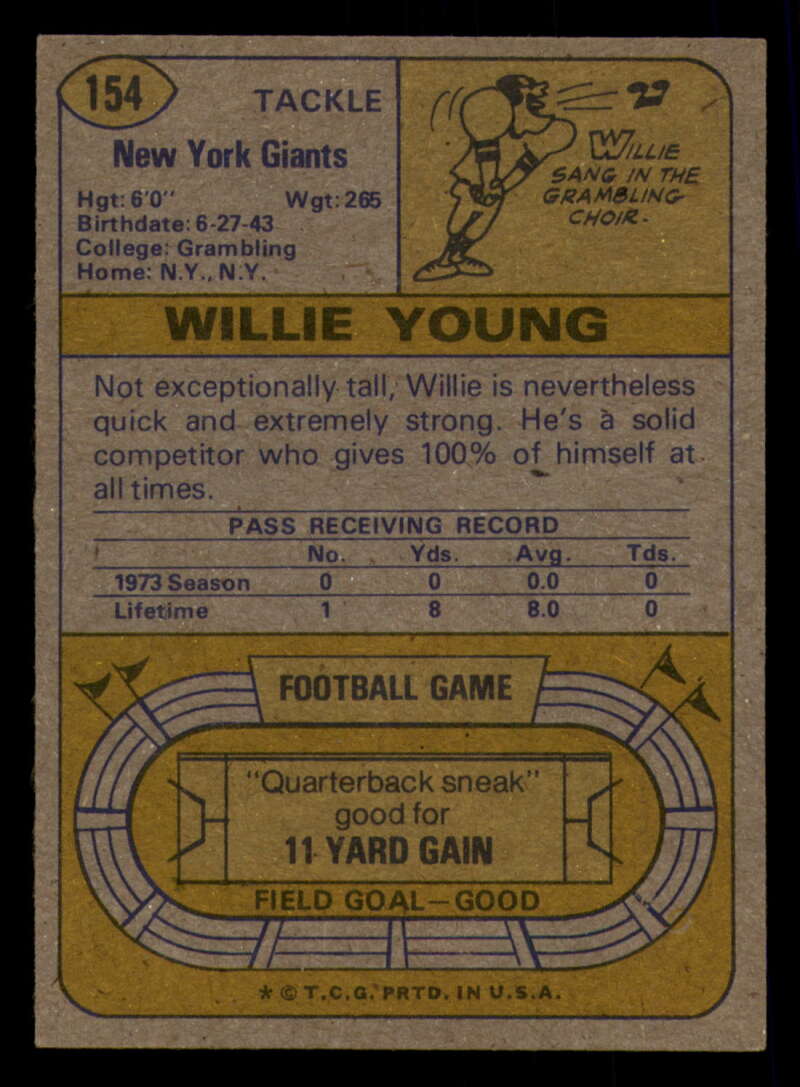 154
TACKLE
New York Giants
Hgt: 6'0" Wgt: 265
Birthdate: 6-27-43
College: Grambling
Home: N.Y., N.Y.
WILLIE
SANG IN THE
GRAMBLING
CHOIR.
WILLIE YOUNG
Not exceptionally tall, Willie is nevertheless
quick and extremely strong. He's a solid
competitor who gives 100% of himself at
all times.
PASS RECEIVING RECORD
No. Yds. Avg. Tds.
1973 Season 0 0 0.0 0
Lifetime 1 8 8.0 0
FOOTBALL GAME
"Quarterback sneak"
good for
11 YARD GAIN
FIELD GOAL—GOOD
* © T.C.G. PRTD. IN U.S.A.